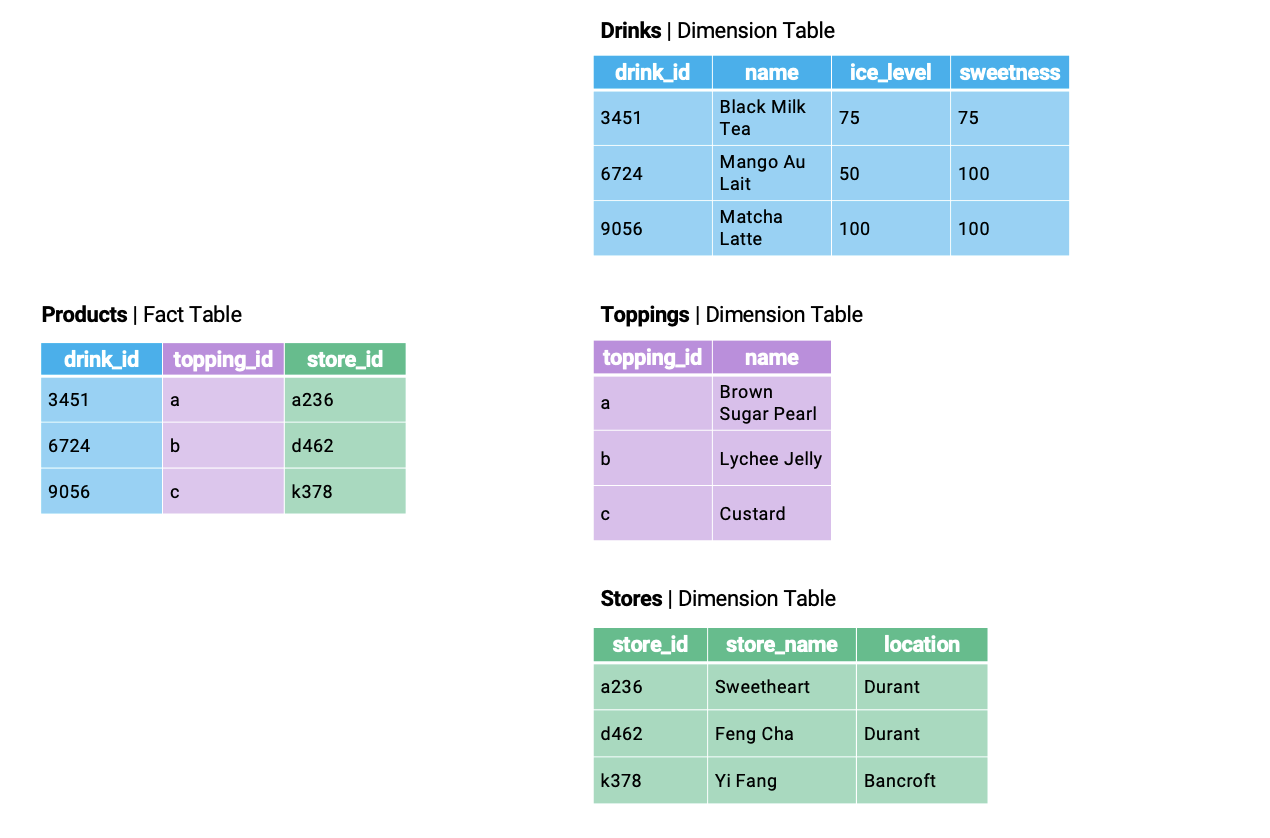 Drinks | Dimension Table
drink_id name ice_level sweetness
3451 Black Milk Tea 75 75
6724 Mango Au Lait 50 100
9056 Matcha Latte 100 100
Products | Fact Table
drink_id topping_id store_id
3451 a a236
6724 b d462
9056 c k378
Toppings | Dimension Table
topping_id name
a Brown Sugar Pearl
b Lychee Jelly
c Custard
Stores | Dimension Table
store_id store_name location
a236 Sweetheart Durant
d462 Feng Cha Durant
k378 Yi Fang Bancroft